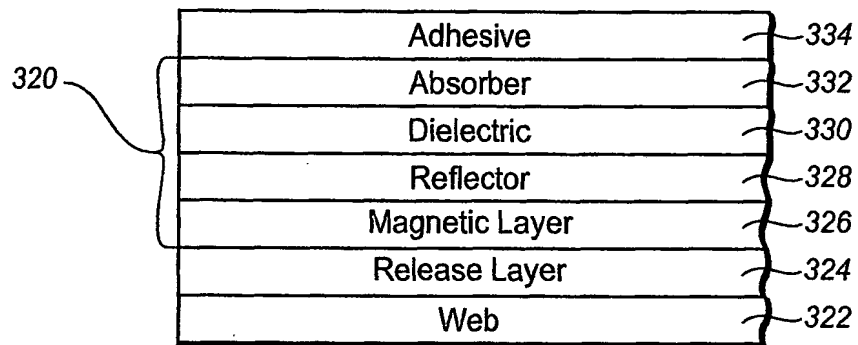 Adhesive 334
320 Absorber 332
Dielectric 330
Reflector 328
Magnetic Layer 326
Release Layer 324
Web 322